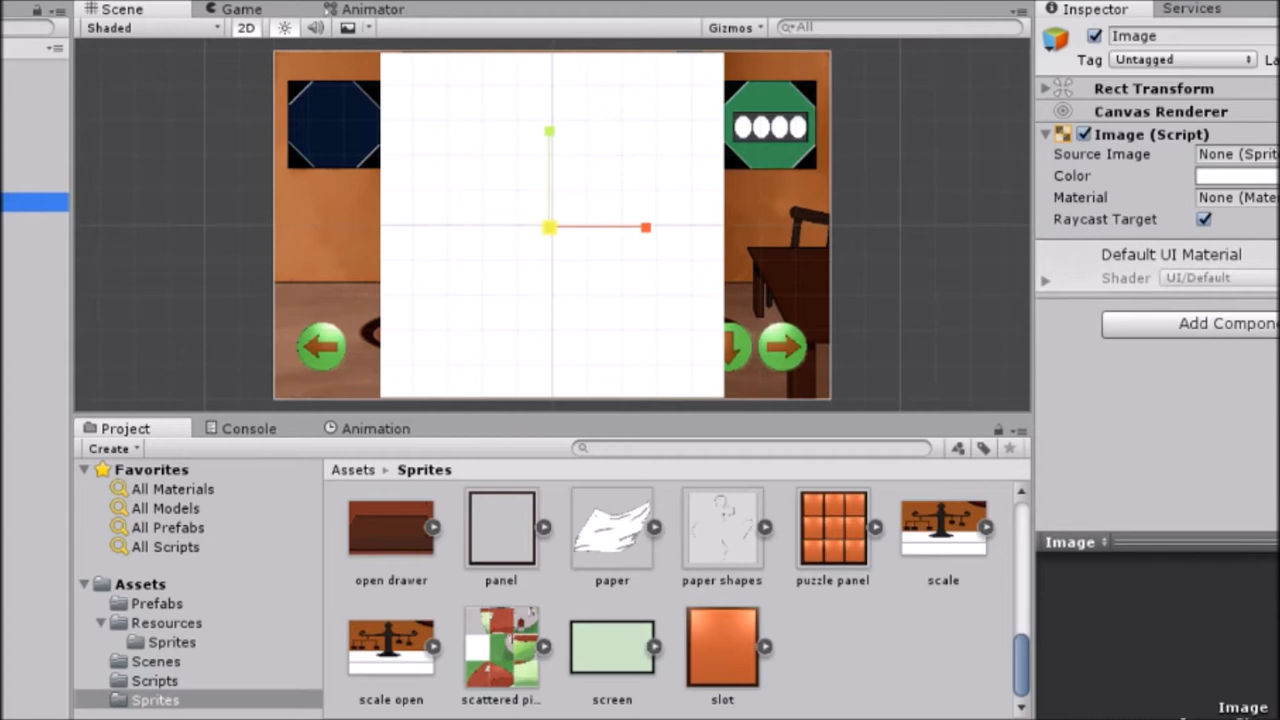 Scene Game Animator
Inspector Services
Shaded 2D Gizmos All
Image
Tag Untagged
Rect Transform
Canvas Renderer
Image (Script)
Source Image None (Sprit
Color
Material None (Mate
Raycast Target
Default UI Material
Shader UI/Default
Add Compon
Project Console Animation
Create
Favorites
All Materials
All Models
All Prefabs
All Scripts
Assets
Prefabs
Resources
Sprites
Scenes
Scripts
Sprites
Assets Sprites
open drawer panel paper paper shapes puzzle panel scale
scale open scattered pi... screen slot
Image
Image